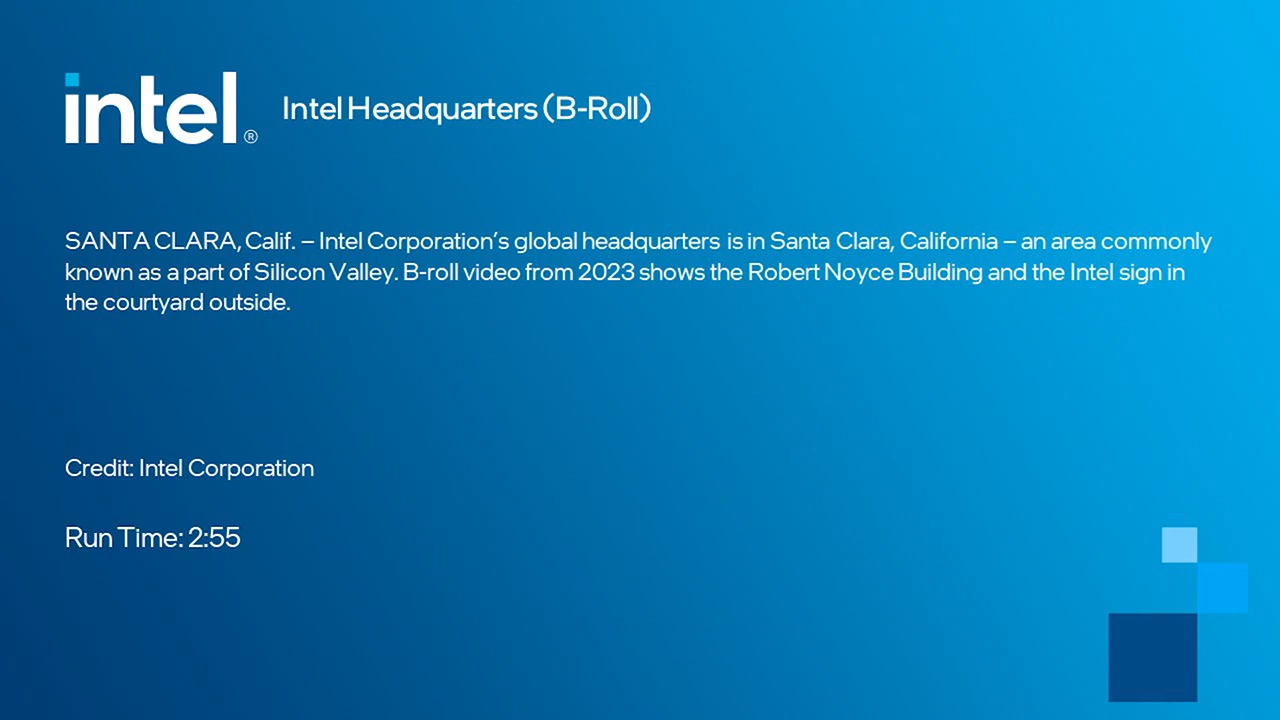 intel®
Intel Headquarters (B-Roll)
SANTA CLARA, Calif. – Intel Corporation’s global headquarters is in Santa Clara, California – an area commonly
known as a part of Silicon Valley. B-roll video from 2023 shows the Robert Noyce Building and the Intel sign in
the courtyard outside.
Credit: Intel Corporation
Run Time: 2:55